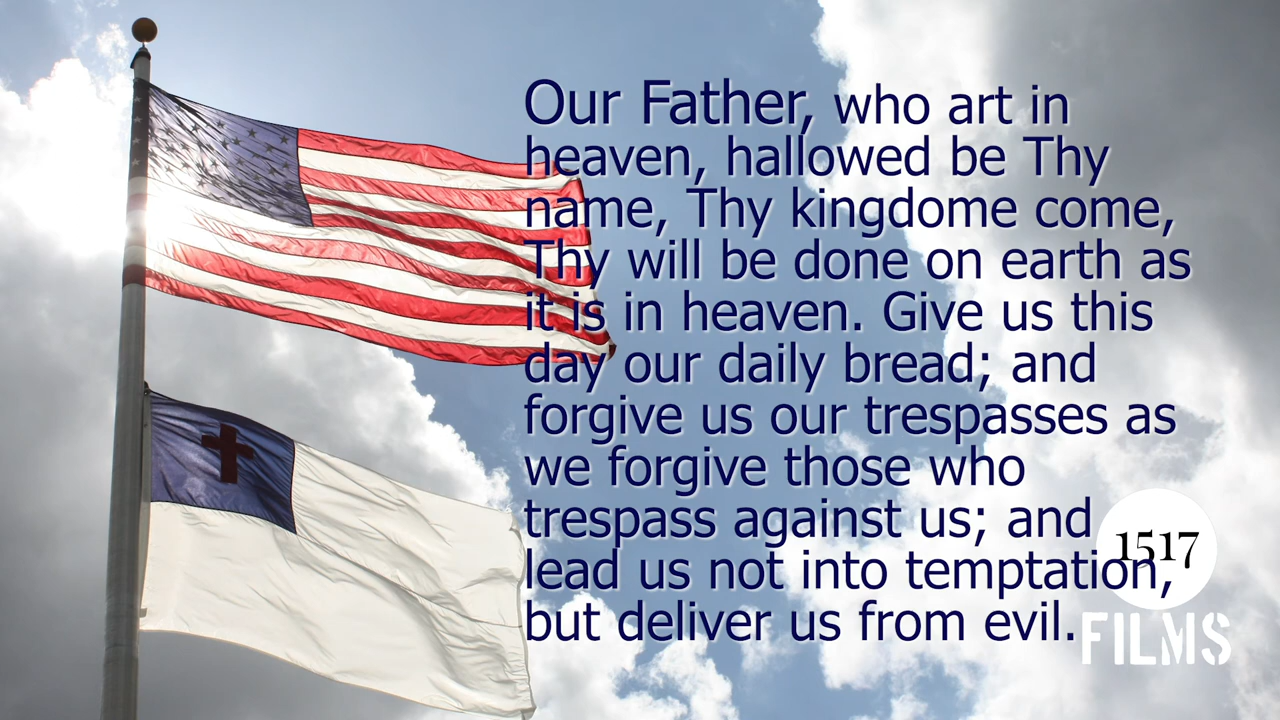 Our Father, who art in
heaven, hallowed be Thy
name, Thy kingdome come,
Thy will be done on earth as
it is in heaven. Give us this
day our daily bread; and
forgive us our trespasses as
we forgive those who
trespass against us; and
lead us not into temptation,
but deliver us from evil.
1517
FILMS